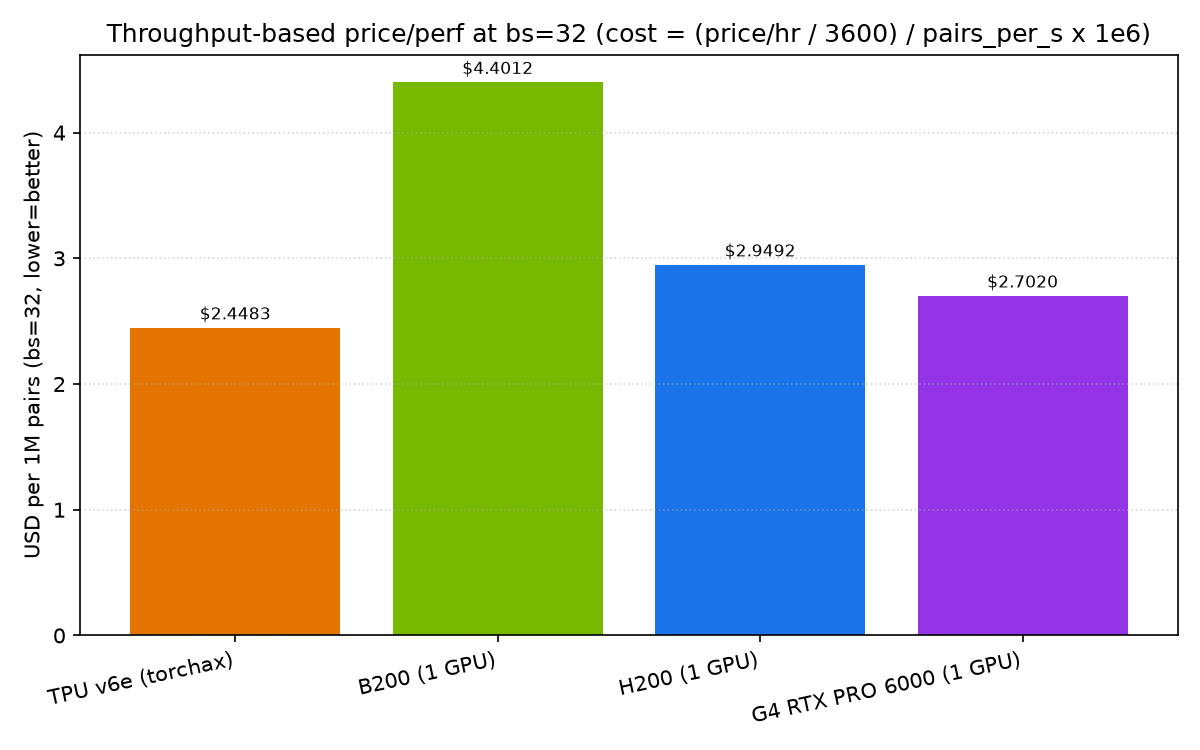 Throughput-based price/perf at bs=32 (cost = (price/hr / 3600) / pairs_per_s x 1e6)
USD per 1M pairs (bs=32, lower=better)
4
3
2
1
0
$2.4483
$4.4012
$2.9492
$2.7020
TPU v6e (torchax)
B200 (1 GPU)
H200 (1 GPU)
G4 RTX PRO 6000 (1 GPU)